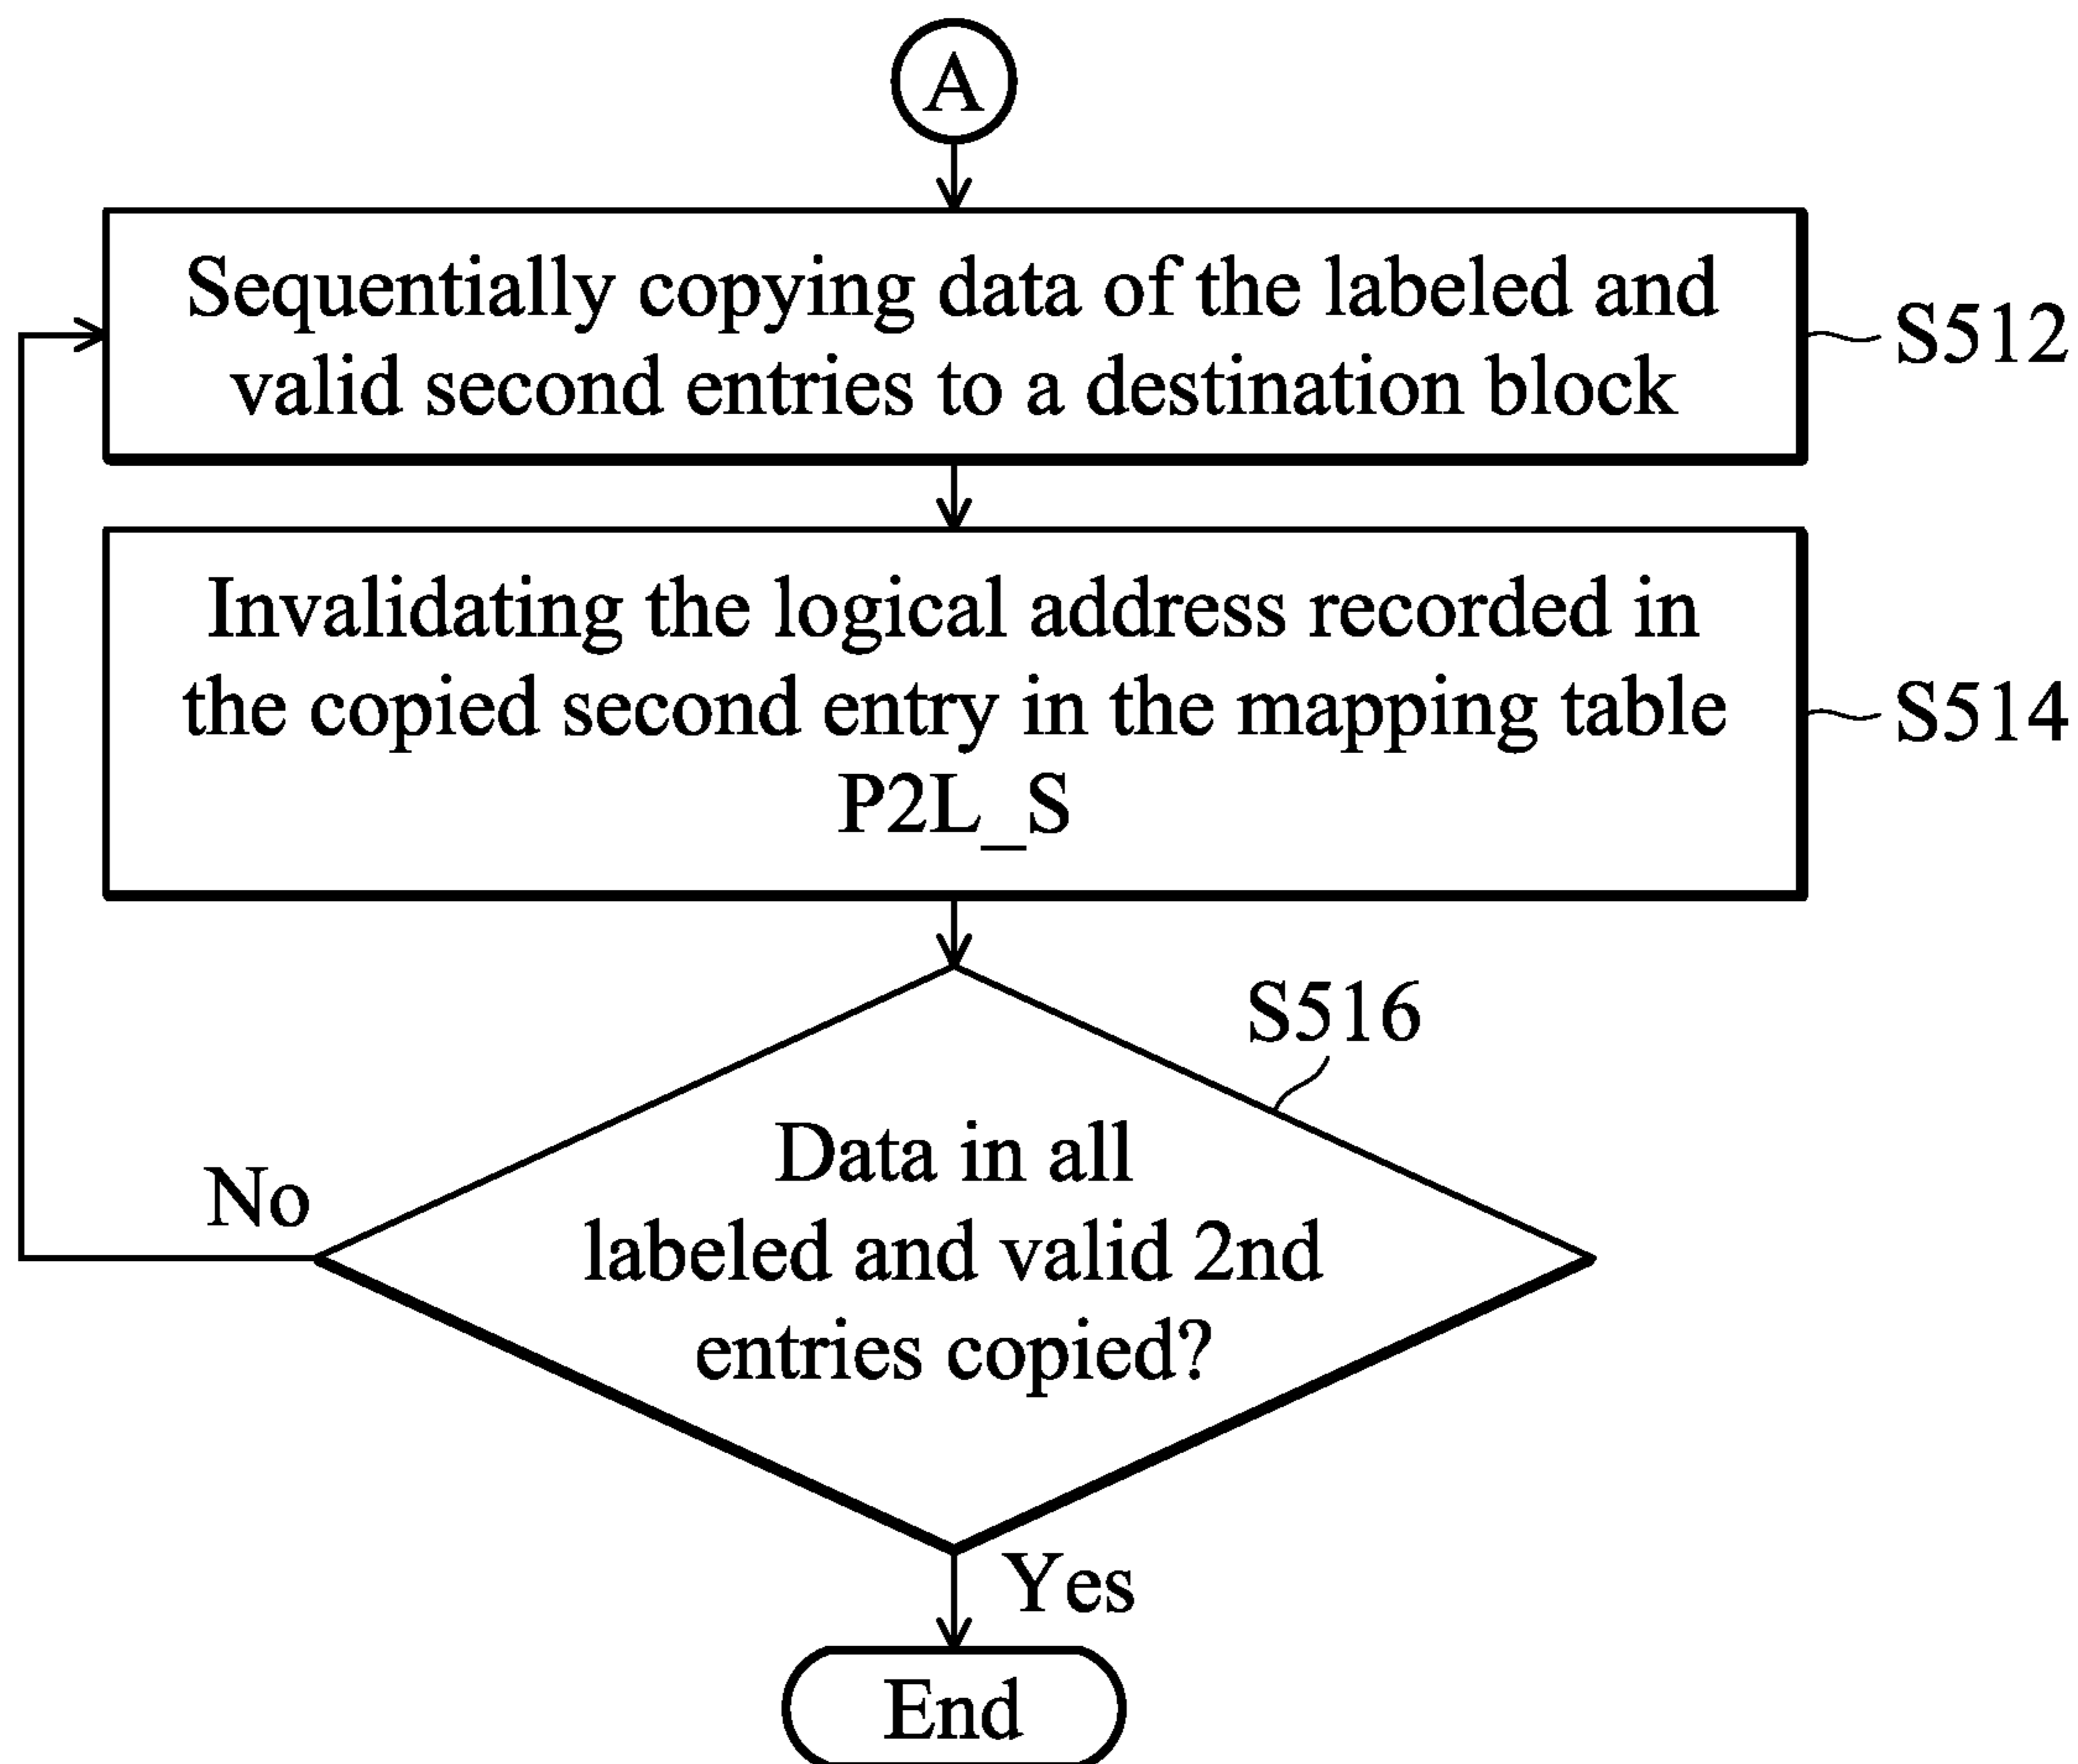 A
Sequentially copying data of the labeled and
valid second entries to a destination block
S512
Invalidating the logical address recorded in
the copied second entry in the mapping table
P2L_S
S514
S516
Data in all
labeled and valid 2nd
entries copied?
No
Yes
End